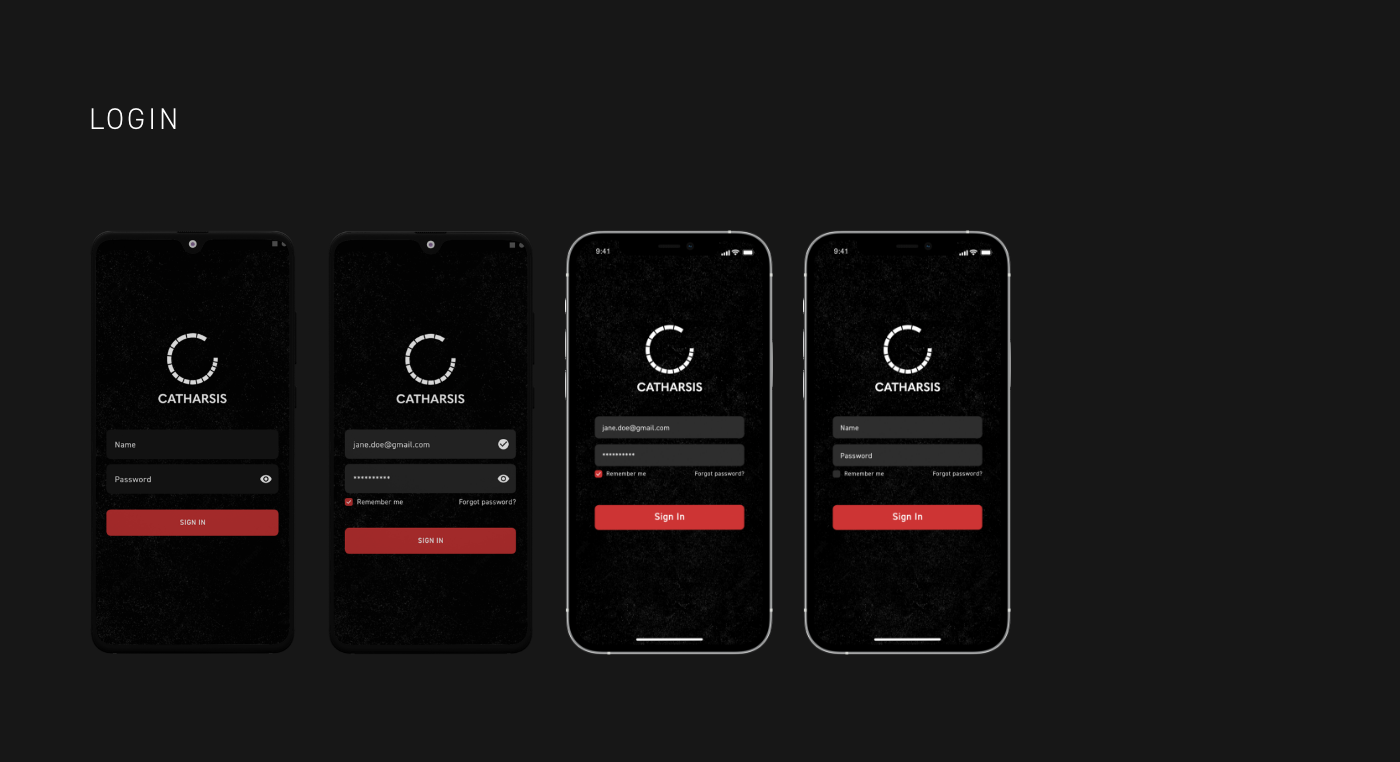 LOGIN
CATHARSIS
Name
Password
SIGN IN
CATHARSIS
jane.doe@gmail.com
**********
Remember me Forgot password?
SIGN IN
9:41
CATHARSIS
jane.doe@gmail.com
**********
Remember me Forgot password?
Sign In
9:41
CATHARSIS
Name
Password
Remember me Forgot password?
Sign In